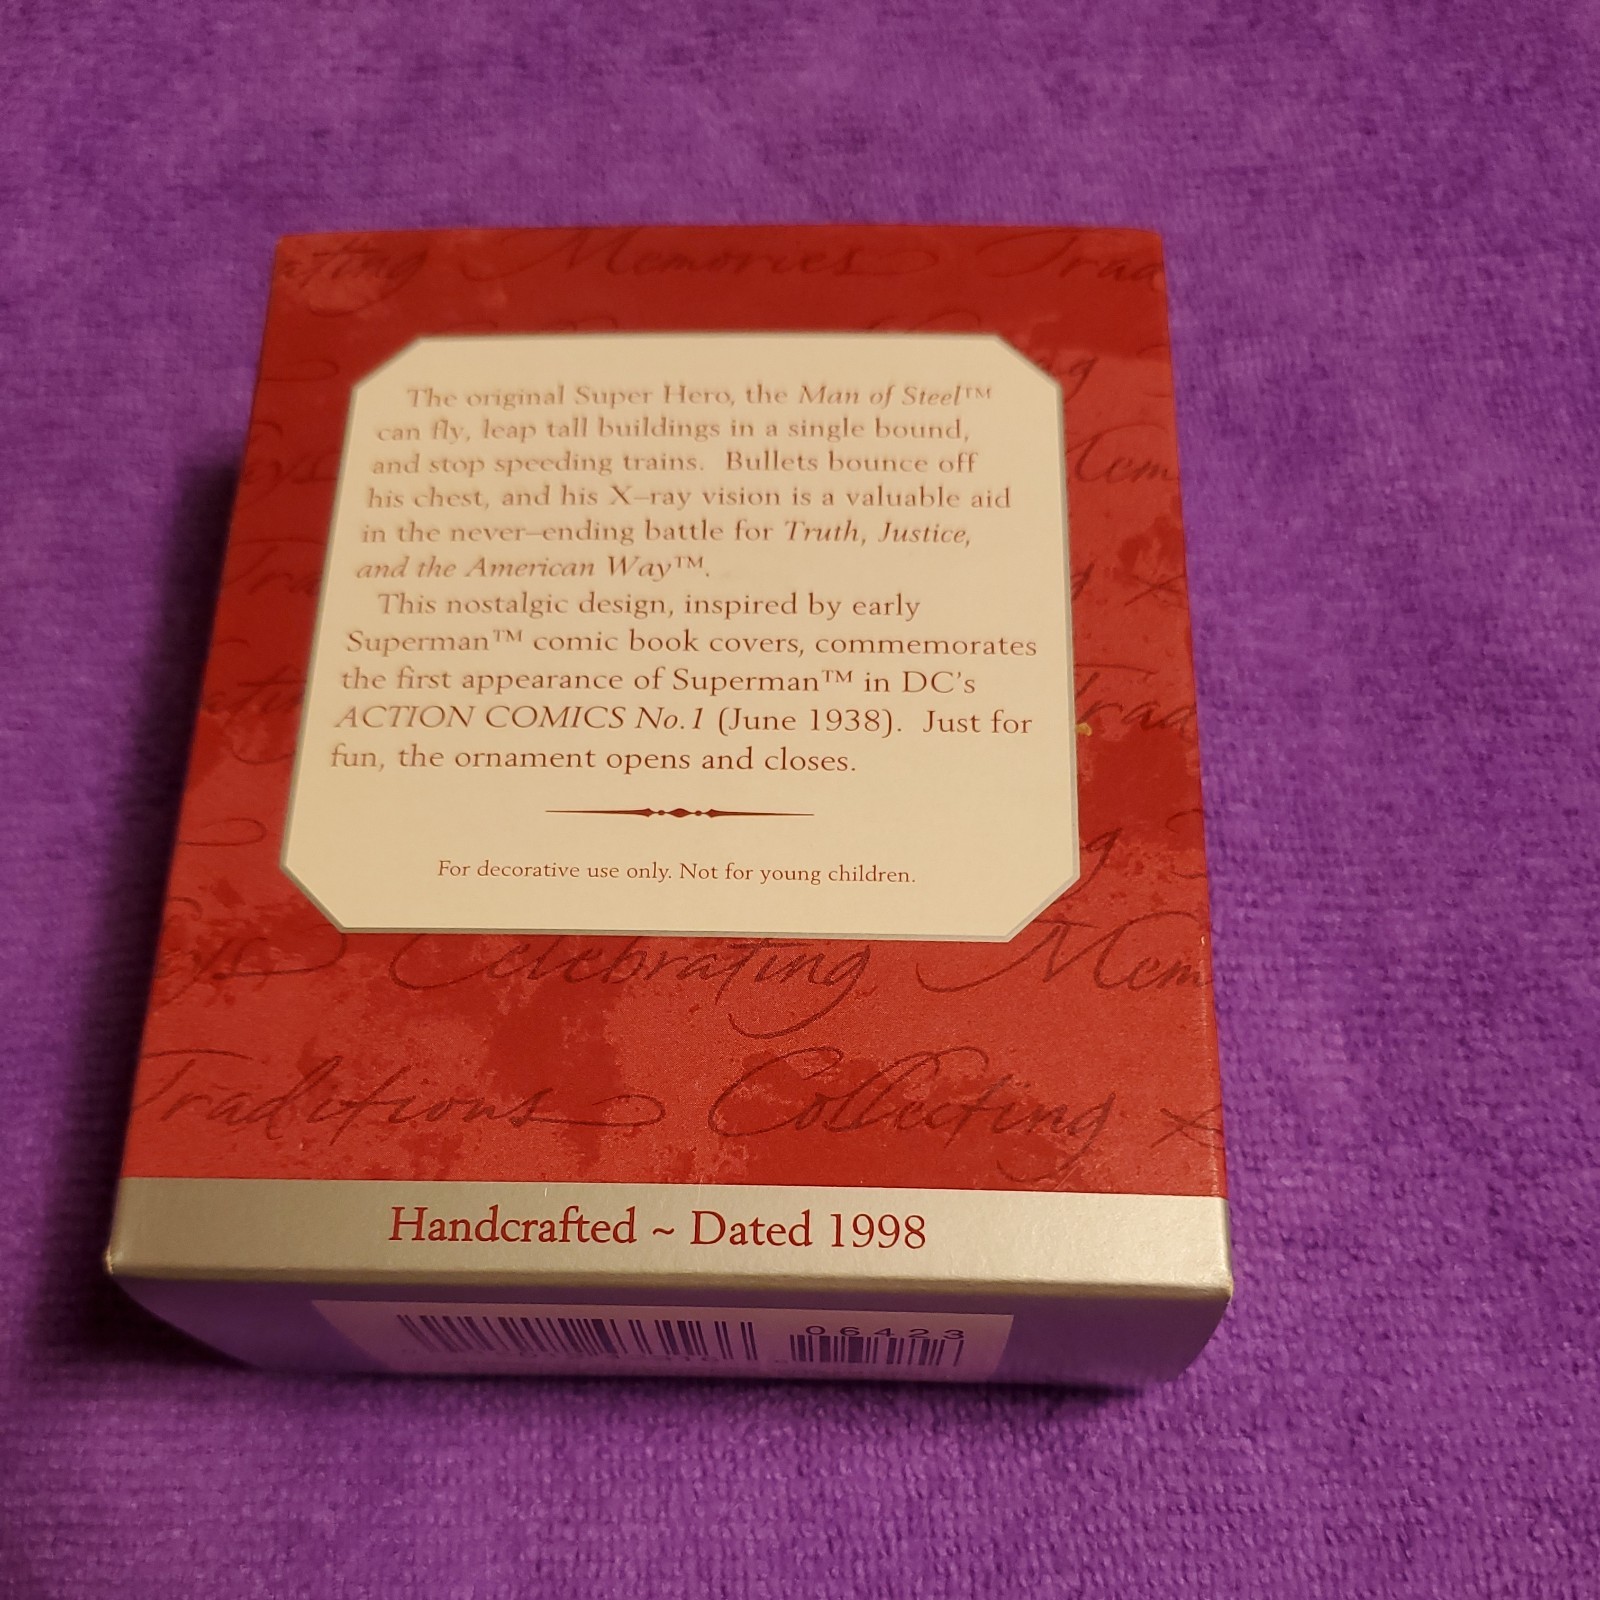 Memories
The original Super Hero, the Man of Steel™
can fly, leap tall buildings in a single bound,
and stop speeding trains. Bullets bounce off
his chest, and his X–ray vision is a valuable aid
in the never–ending battle for Truth, Justice,
and the American Way™.
This nostalgic design, inspired by early
Superman™ comic book covers, commemorates
the first appearance of Superman™ in DC's
ACTION COMICS No.1 (June 1938). Just for
fun, the ornament opens and closes.
For decorative use only. Not for young children.
Celebrating Mem
Traditions Collecting
Handcrafted ~ Dated 1998
06423